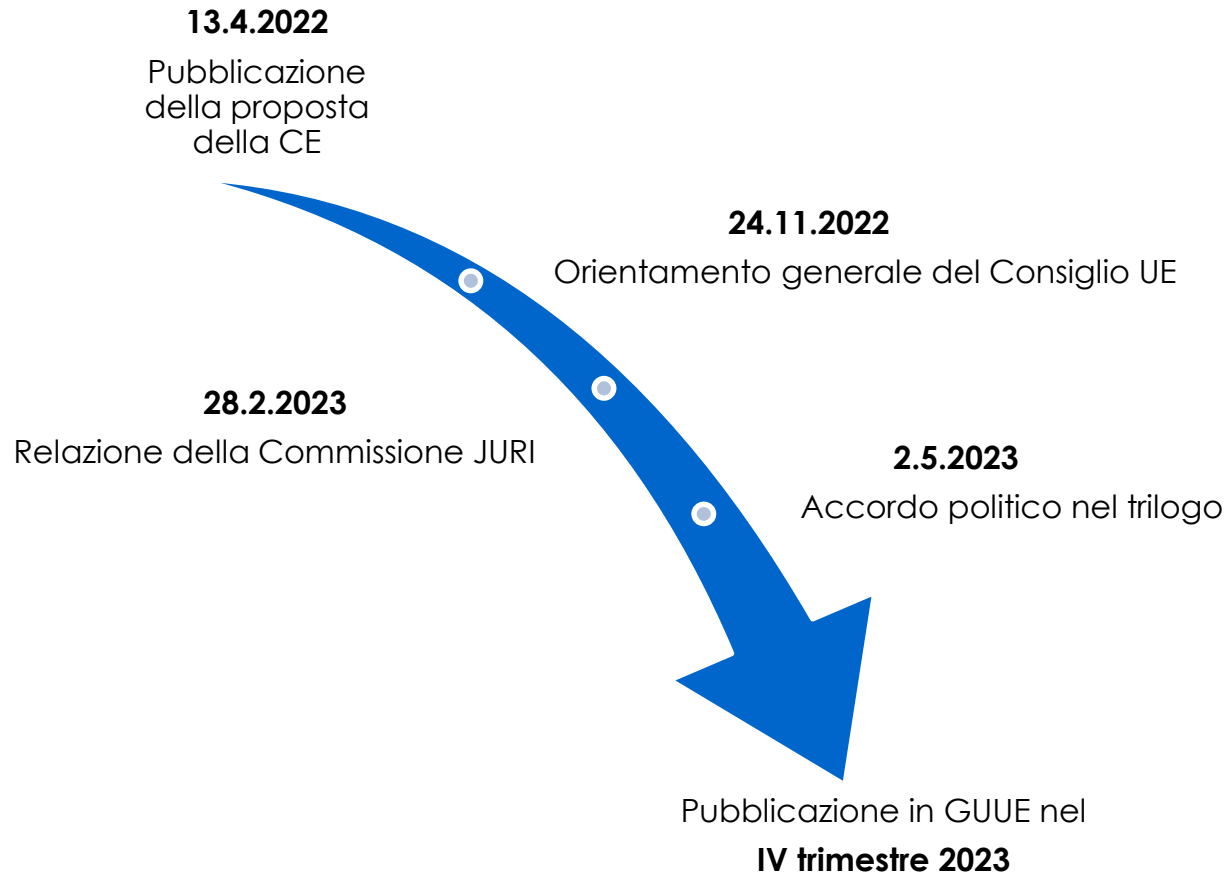 13.4.2022
Pubblicazione
della proposta
della CE
24.11.2022
Orientamento generale del Consiglio UE
28.2.2023
Relazione della Commissione JURI
2.5.2023
Accordo politico nel trilogo
Pubblicazione in GUUE nel
IV trimestre 2023